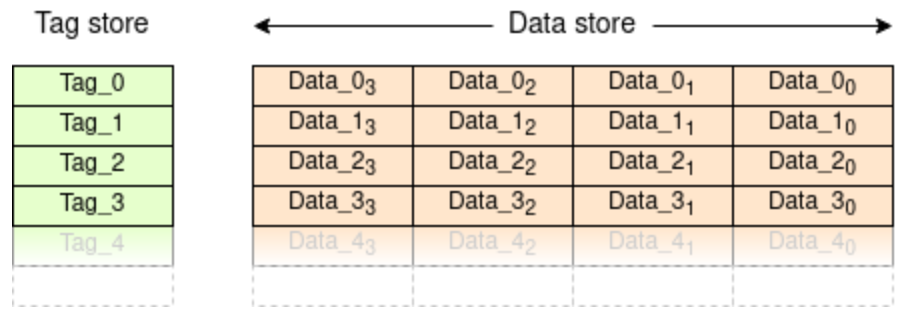 Tag store Data store
Tag_0 Data_0₃ Data_0₂ Data_0₁ Data_0₀
Tag_1 Data_1₃ Data_1₂ Data_1₁ Data_1₀
Tag_2 Data_2₃ Data_2₂ Data_2₁ Data_2₀
Tag_3 Data_3₃ Data_3₂ Data_3₁ Data_3₀
Tag_4 Data_4₃ Data_4₂ Data_4₁ Data_4₀